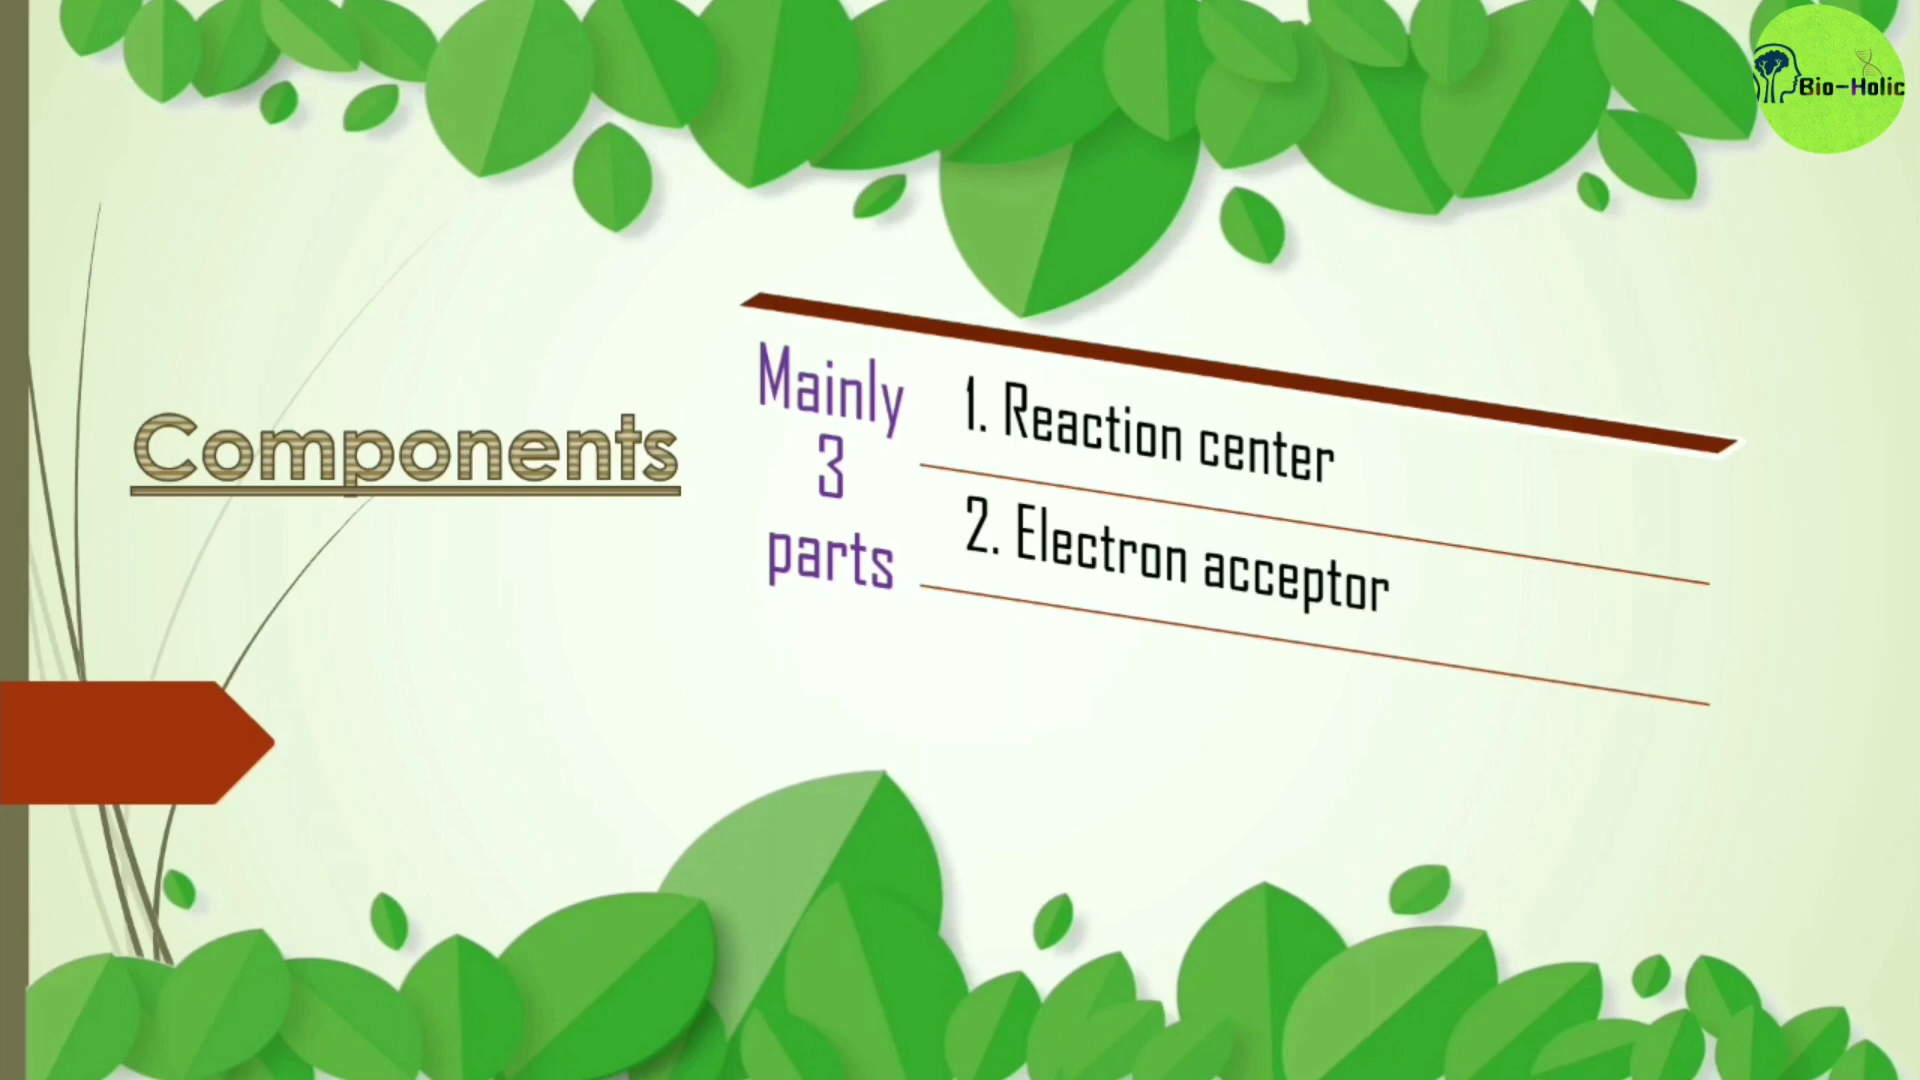 Bio-Holic
Components
Mainly
3
parts
1. Reaction center
2. Electron acceptor